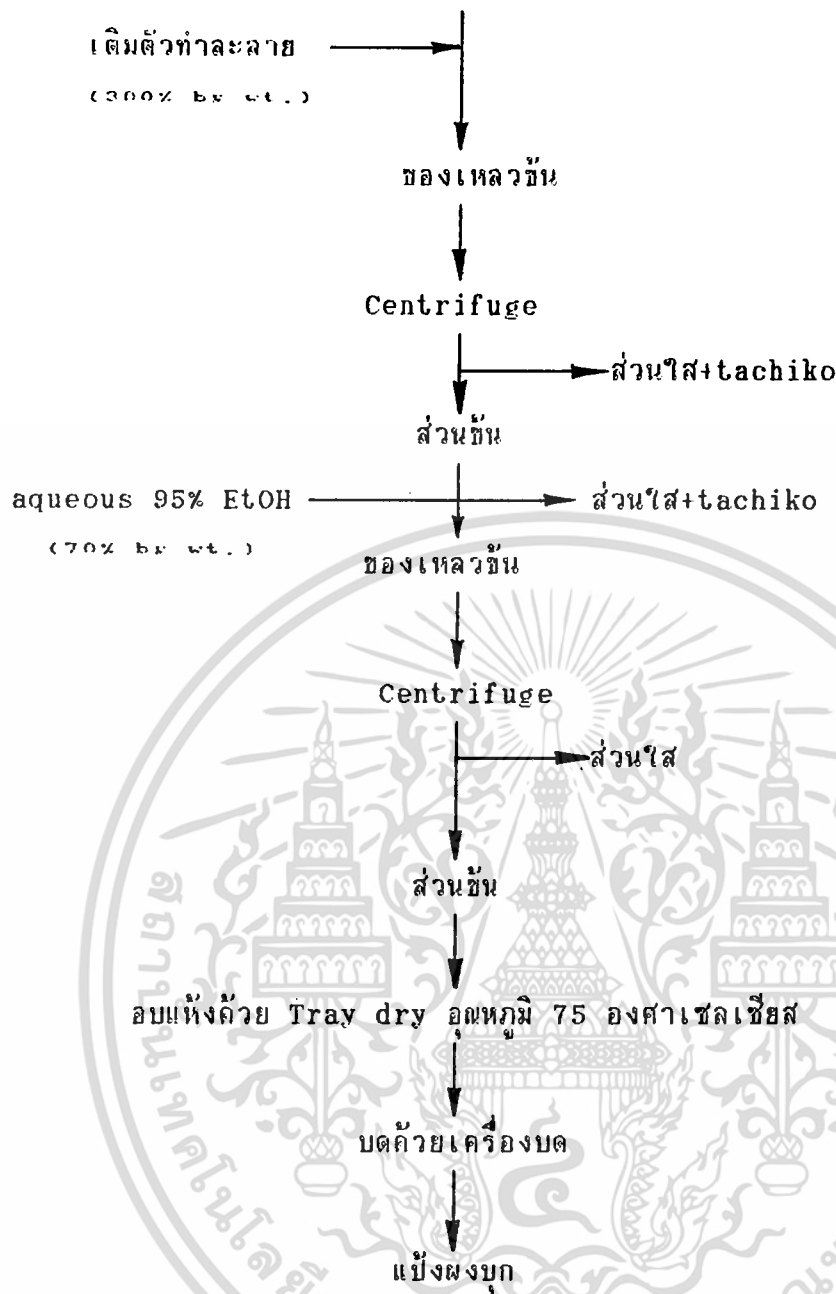 เติมตัวทำละลาย
(300% by wt.)
ของเหลวข้น
Centrifuge
ส่วนใส+tachiko
ส่วนข้น
aqueous 95% EtOH
ส่วนใส+tachiko
(70% by wt.)
ของเหลวข้น
Centrifuge
ส่วนใส
ส่วนข้น
อบแห้งด้วย Tray dry อุณหภูมิ 75 องศาเซลเซียส
บดด้วยเครื่องบด
แป้งผงบุก